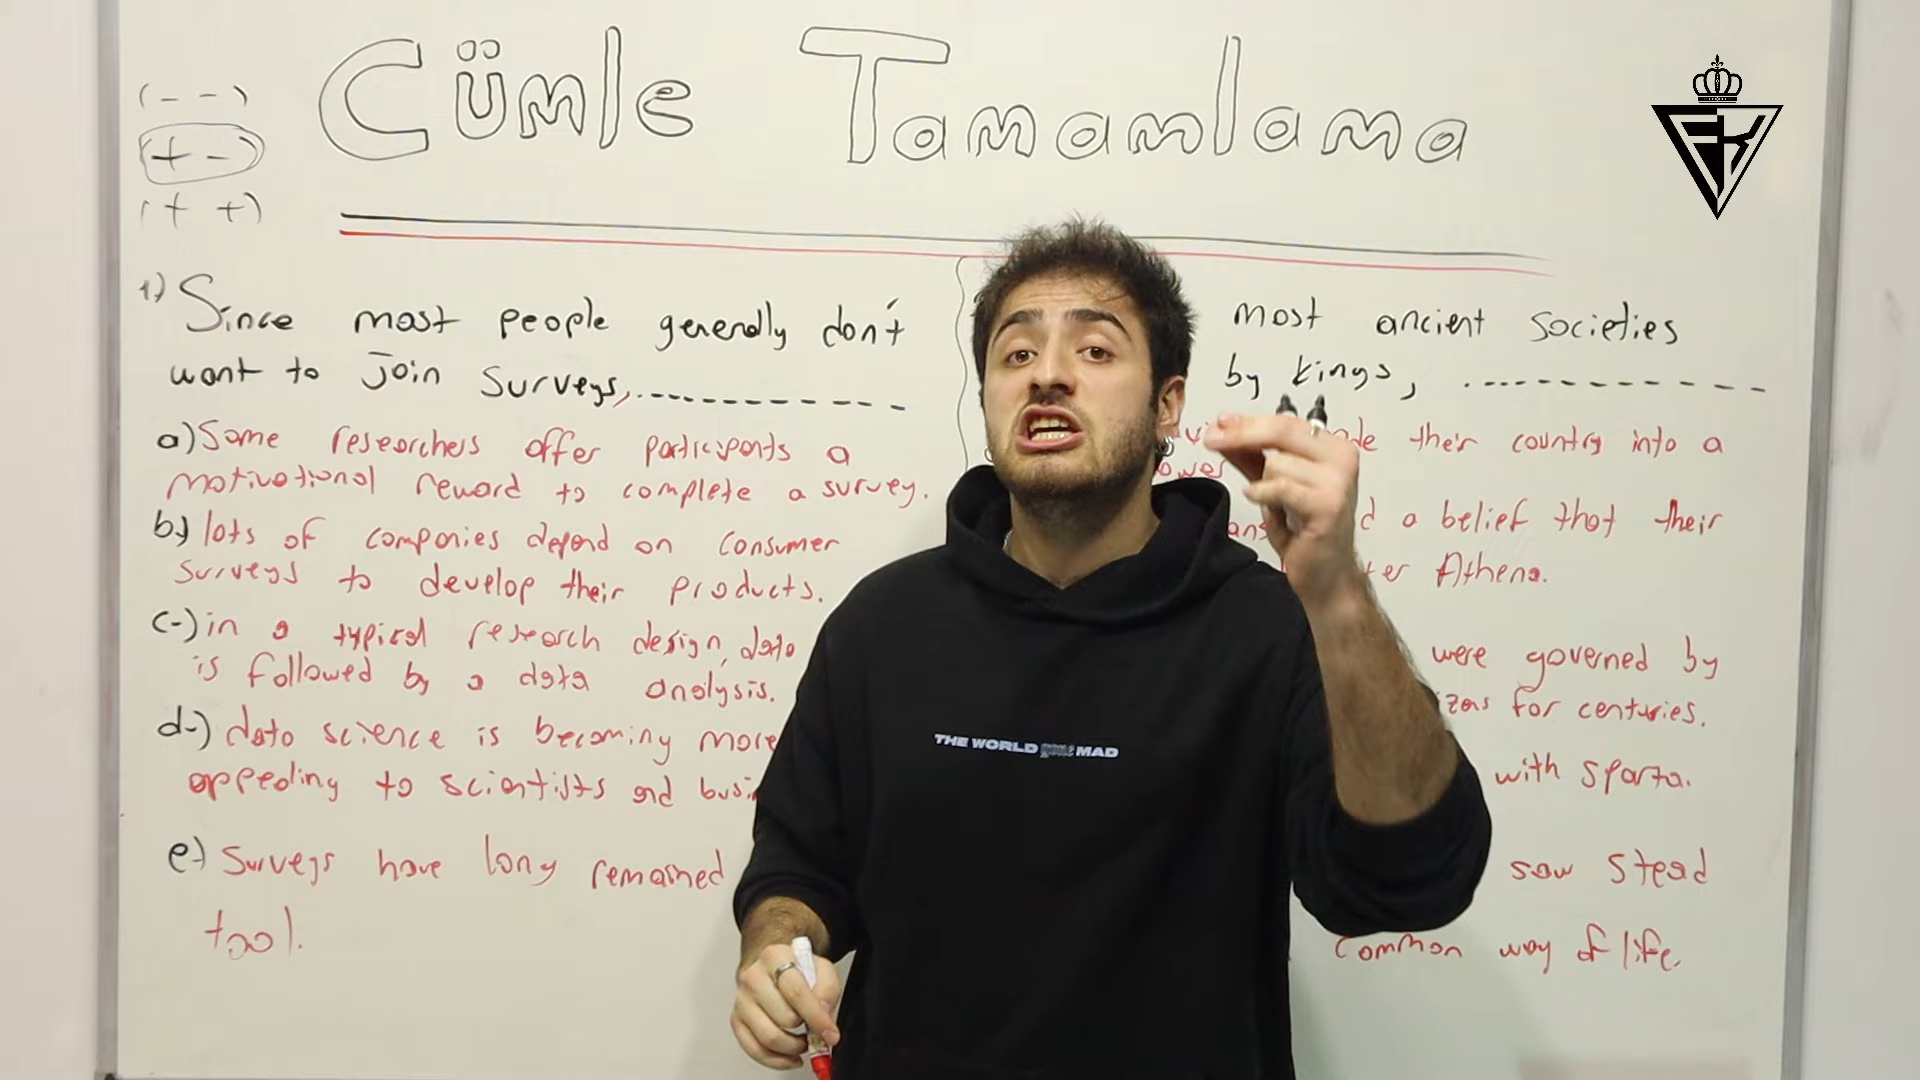 Cümle Tamamlama
(- -)
(+ -)
(+ +)
1) Since most people generally don't
want to join surveys, ------------
a) Some researchers offer participants a
motivational reward to complete a survey.
b) lots of companies depend on consumer
surveys to develop their products.
c-) in a typical research design, data
is followed by a data analysis.
d-) data science is becoming more
appealing to scientists and
e-) Surveys have long remained
tool.
most ancient societies
by kings, ------------
their country into a
a belief that their
Athena.
were governed by
for centuries.
with Sparta.
saw
common way of life.
THE WORLD gone MAD